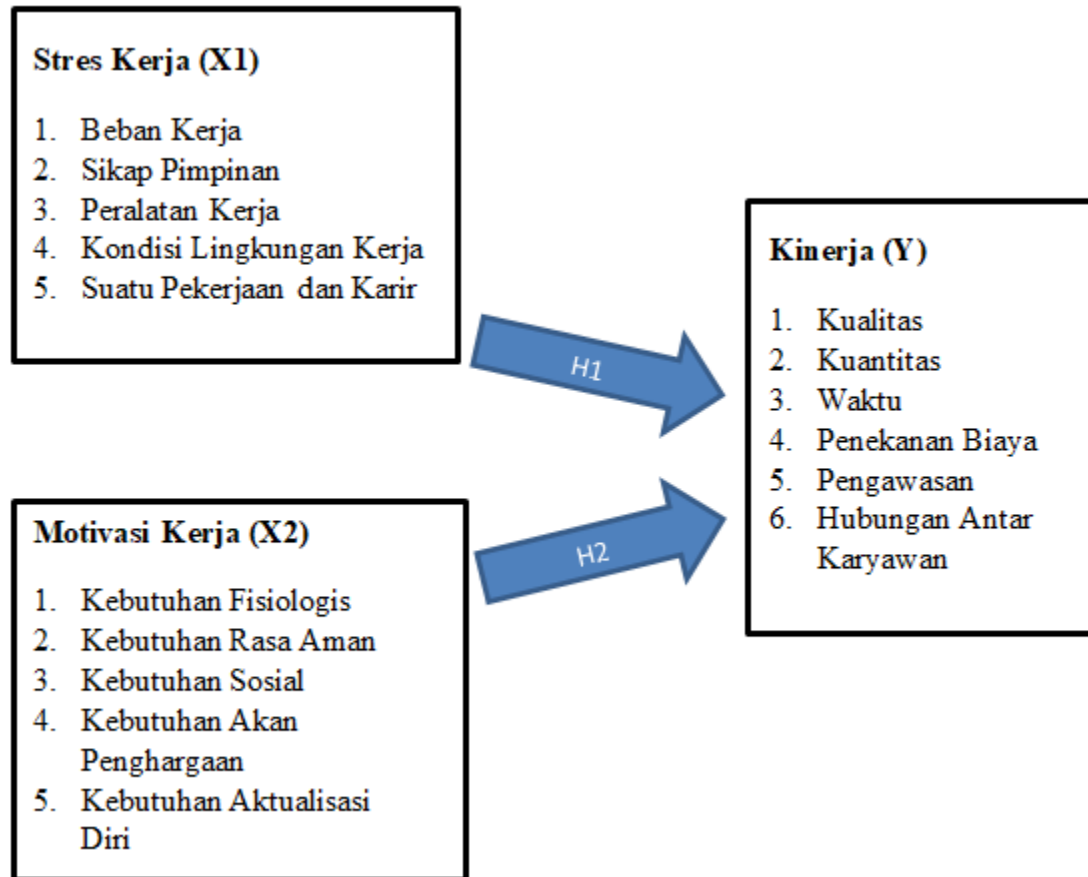 Stres Kerja (X1)
1. Beban Kerja
2. Sikap Pimpinan
3. Peralatan Kerja
4. Kondisi Lingkungan Kerja
5. Suatu Pekerjaan dan Karir
H1
Motivasi Kerja (X2)
1. Kebutuhan Fisiologis
2. Kebutuhan Rasa Aman
3. Kebutuhan Sosial
4. Kebutuhan Akan
Penghargaan
5. Kebutuhan Aktualisasi
Diri
H2
Kinerja (Y)
1. Kualitas
2. Kuantitas
3. Waktu
4. Penekanan Biaya
5. Pengawasan
6. Hubungan Antar
Karyawan